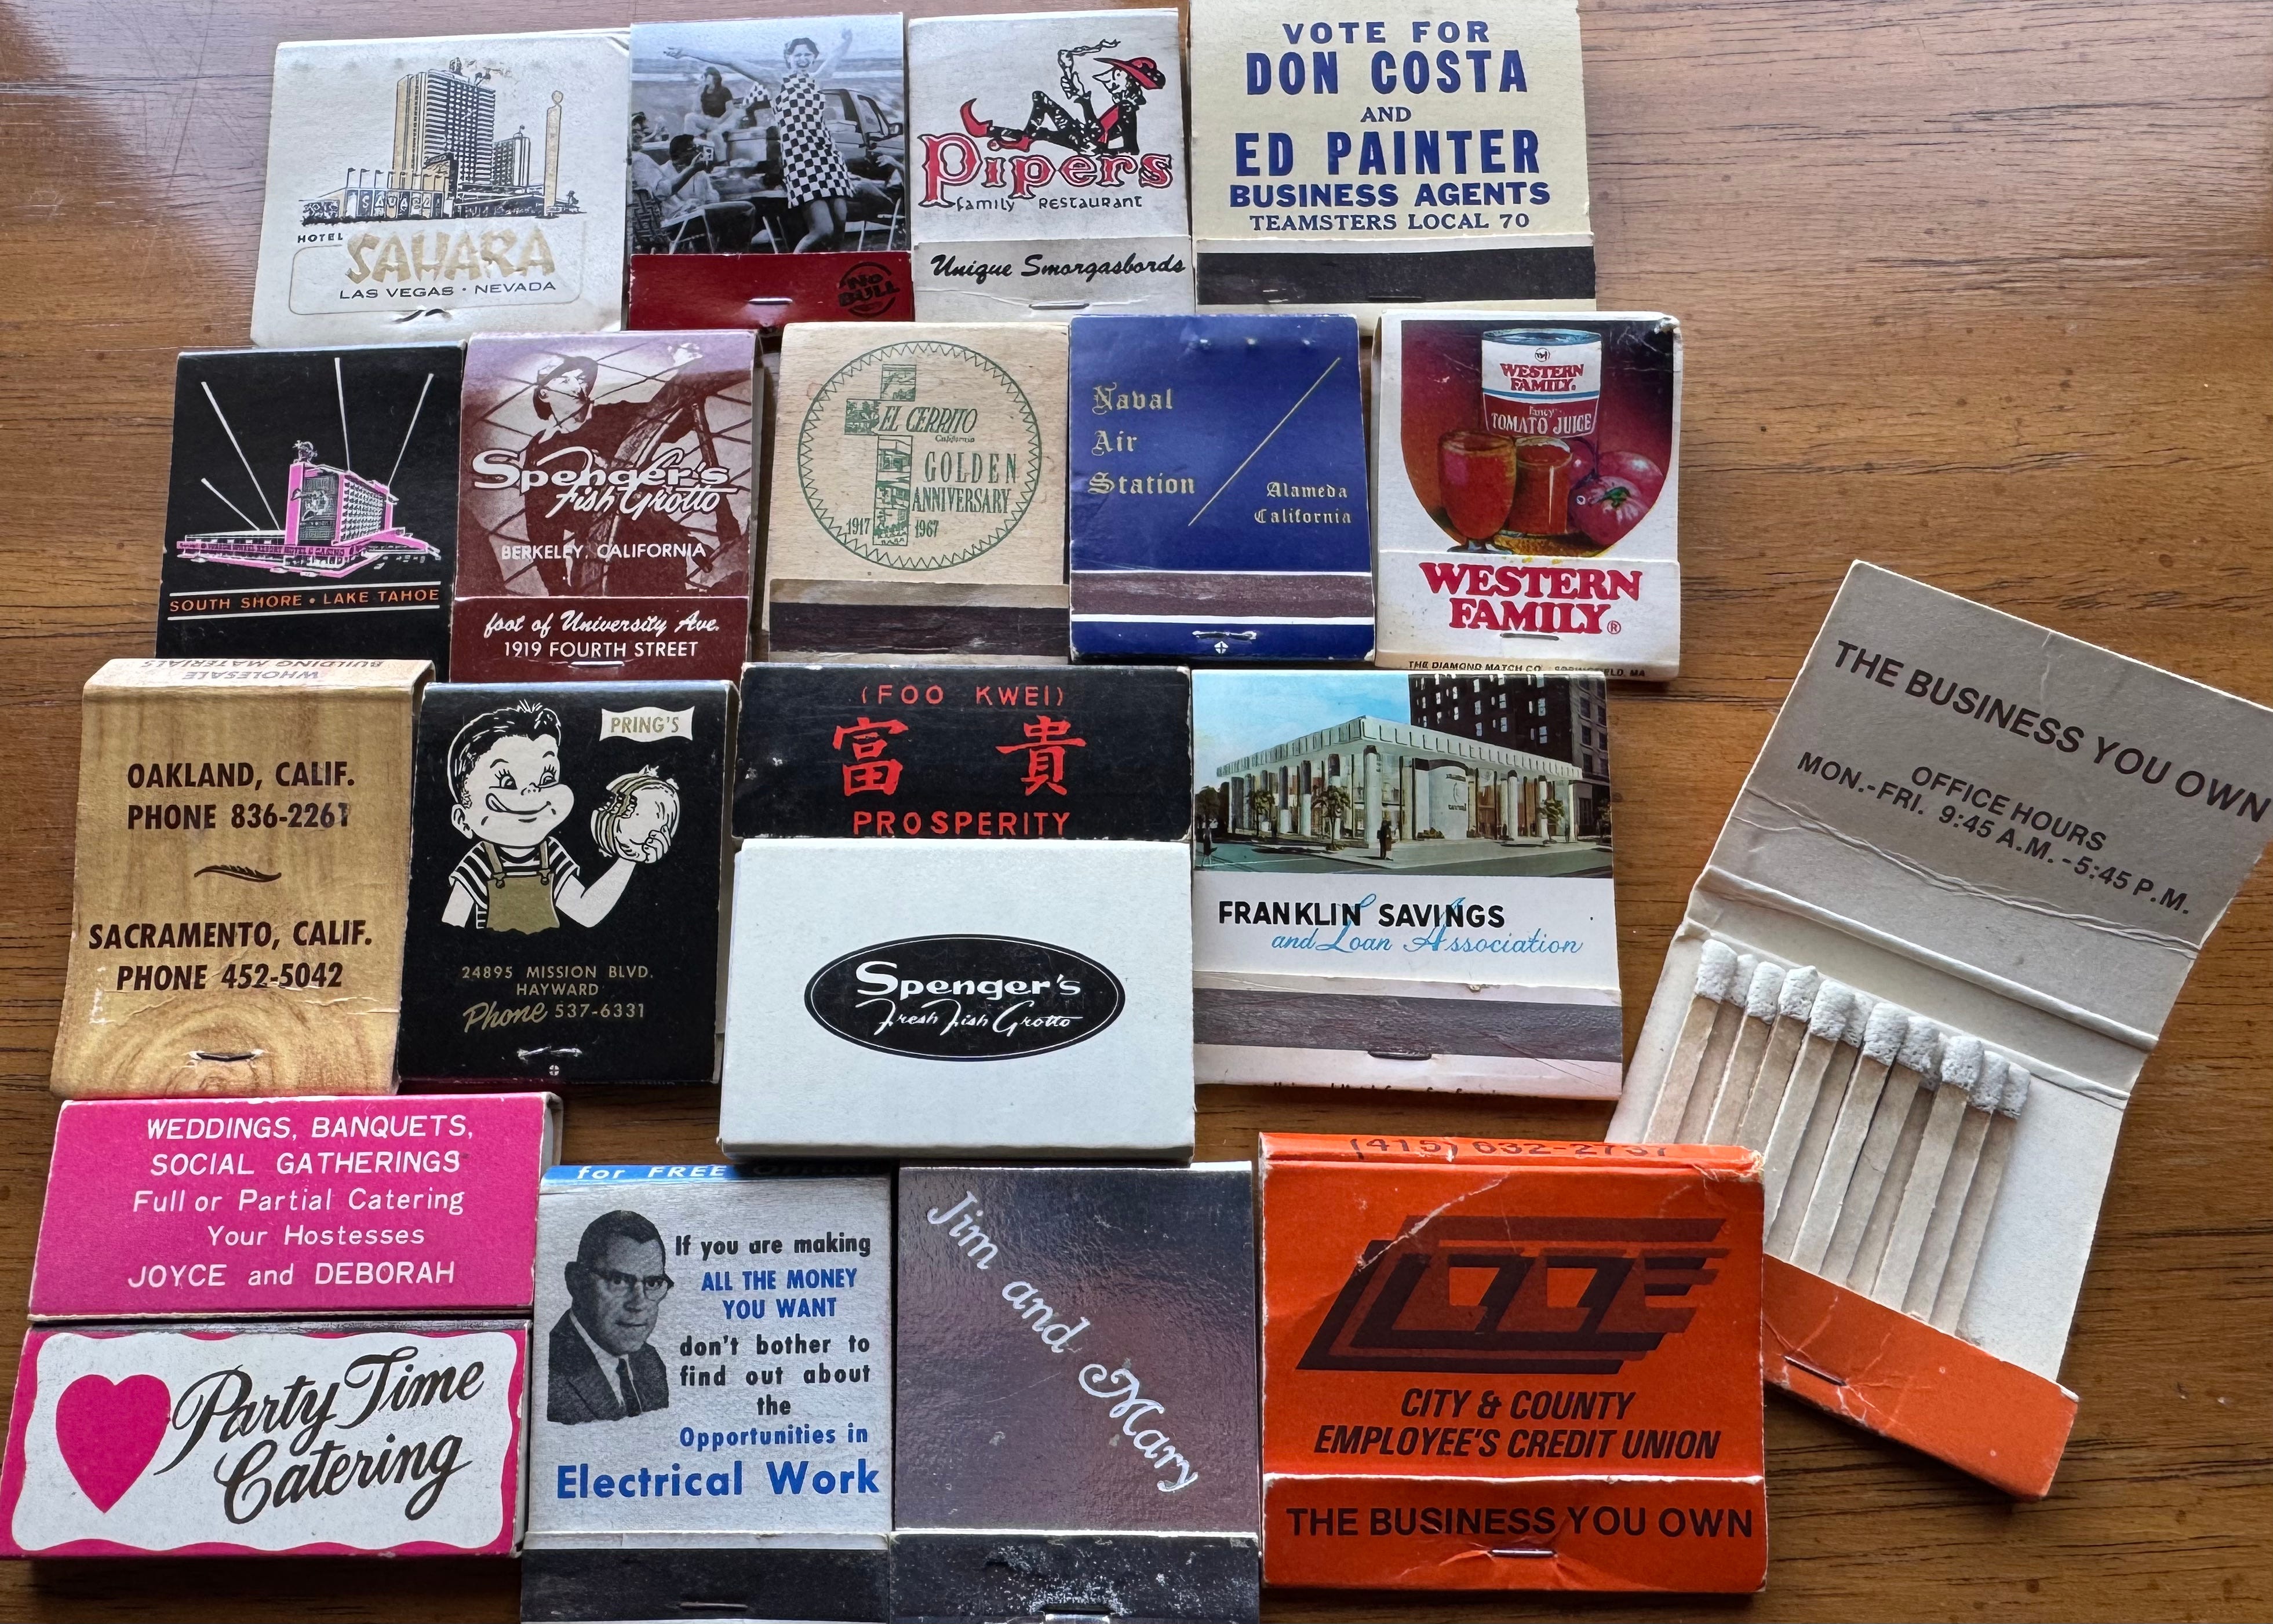 HOTEL
SAHARA
LAS VEGAS • NEVADA
No
BULL
Pipers
family RESTAURANT
Unique Smorgasbords
VOTE FOR
DON COSTA
AND
ED PAINTER
BUSINESS AGENTS
TEAMSTERS LOCAL 70
SOUTH SHORE • LAKE TAHOE
Spenger's
Fish Grotto
BERKELEY, CALIFORNIA
foot of University Ave.
1919 FOURTH STREET
EL CERRITO
California
GOLDEN
ANNIVERSARY
1917 1967
Naval
Air
Station
Alameda
California
WESTERN
FAMILY®
fancy
TOMATO JUICE
WESTERN
FAMILY®
THE DIAMOND MATCH CO. SPRINGFIELD, MA
BUILDING MATERIALS
WHOLESALE
OAKLAND, CALIF.
PHONE 836-2261
SACRAMENTO, CALIF.
PHONE 452-5042
PRING'S
24895 MISSION BLVD.
HAYWARD
Phone 537-6331
(FOO KWEI)
富 貴
PROSPERITY
Spenger's
Fresh Fish Grotto
FRANKLIN SAVINGS
and Loan Association
THE BUSINESS YOU OWN
OFFICE HOURS
MON.-FRI. 9:45 A.M. - 5:45 P.M.
WEDDINGS, BANQUETS,
SOCIAL GATHERINGS
Full or Partial Catering
Your Hostesses
JOYCE and DEBORAH
Party Time
Catering
for FREE OFFER
If you are making
ALL THE MONEY
YOU WANT
don't bother to
find out about
the
Opportunities in
Electrical Work
Jim and Mary
(415) 632-2737
CITY & COUNTY
EMPLOYEE'S CREDIT UNION
THE BUSINESS YOU OWN